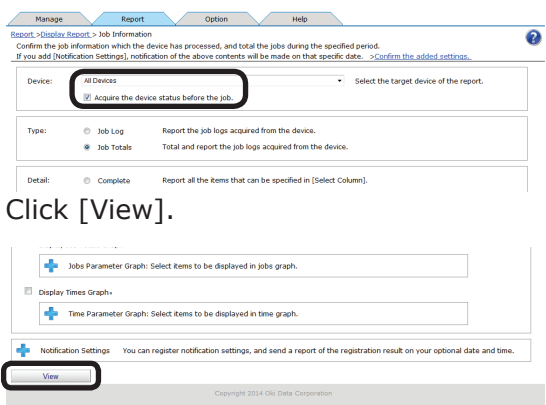 Manage Report Option Help
Report >Display Report > Job Information
Confirm the job information which the device has processed, and total the jobs during the specified period.
If you add [Notification Settings], notification of the above contents will be made on that specific date. >Confirm the added settings.
Device: All Devices Select the target device of the report.
Acquire the device status before the job.
Type: Job Log Report the job logs acquired from the device.
Job Totals Total and report the job logs acquired from the device.
Detail: Complete Report all the items that can be specified in [Select Column].
Click [View].
Jobs Parameter Graph: Select items to be displayed in jobs graph.
Display Times Graph»
Time Parameter Graph: Select items to be displayed in time graph.
Notification Settings You can register notification settings, and send a report of the registration result on your optional date and time.
View
Copyright 2014 Oki Data Corporation